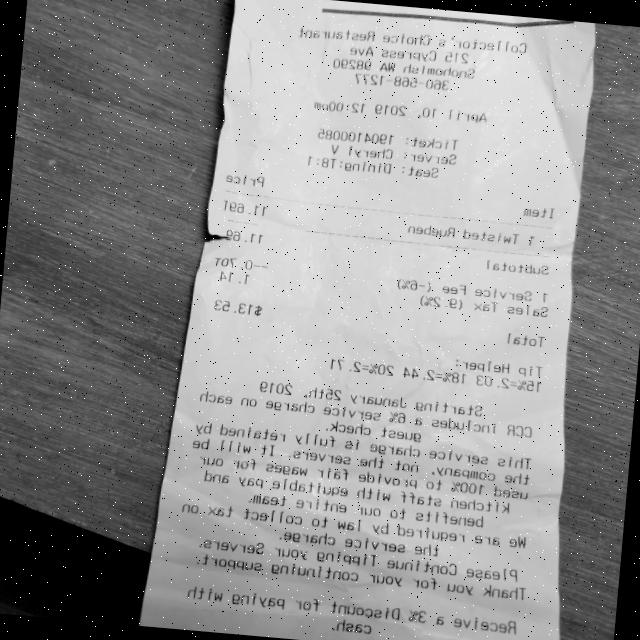 Collector's Choice Restaurant
215 Cypress Ave
Snohomish WA 98290
360-568-1277
April 10, 2019 12:00pm
Ticket: 1904100085
Server: Cheryl V
Seat: Dining:T8:1
Item Price
1 Twisted Rueben 11.69T
Subtotal 11.69
1 Service Fee (~6%) ~-0.70T
Sales Tax (9.2%) 1.14
Total $13.53
Tip Helper:
15%=2.03 18%=2.44 20%=2.71
Starting January 25th, 2019
CCR Includes a 6% service charge on each
guest check.
This service charge is fully retained by
the company, not the servers. It will be
used 100% to provide fair wages for our
Kitchen staff with equitable pay and
benefits to our entire team.
We are required by law to collect tax on
the service charge.
Please Continue Tipping your Servers.
Thank you for your continuing support.
Receive a 3% Discount for paying with
cash